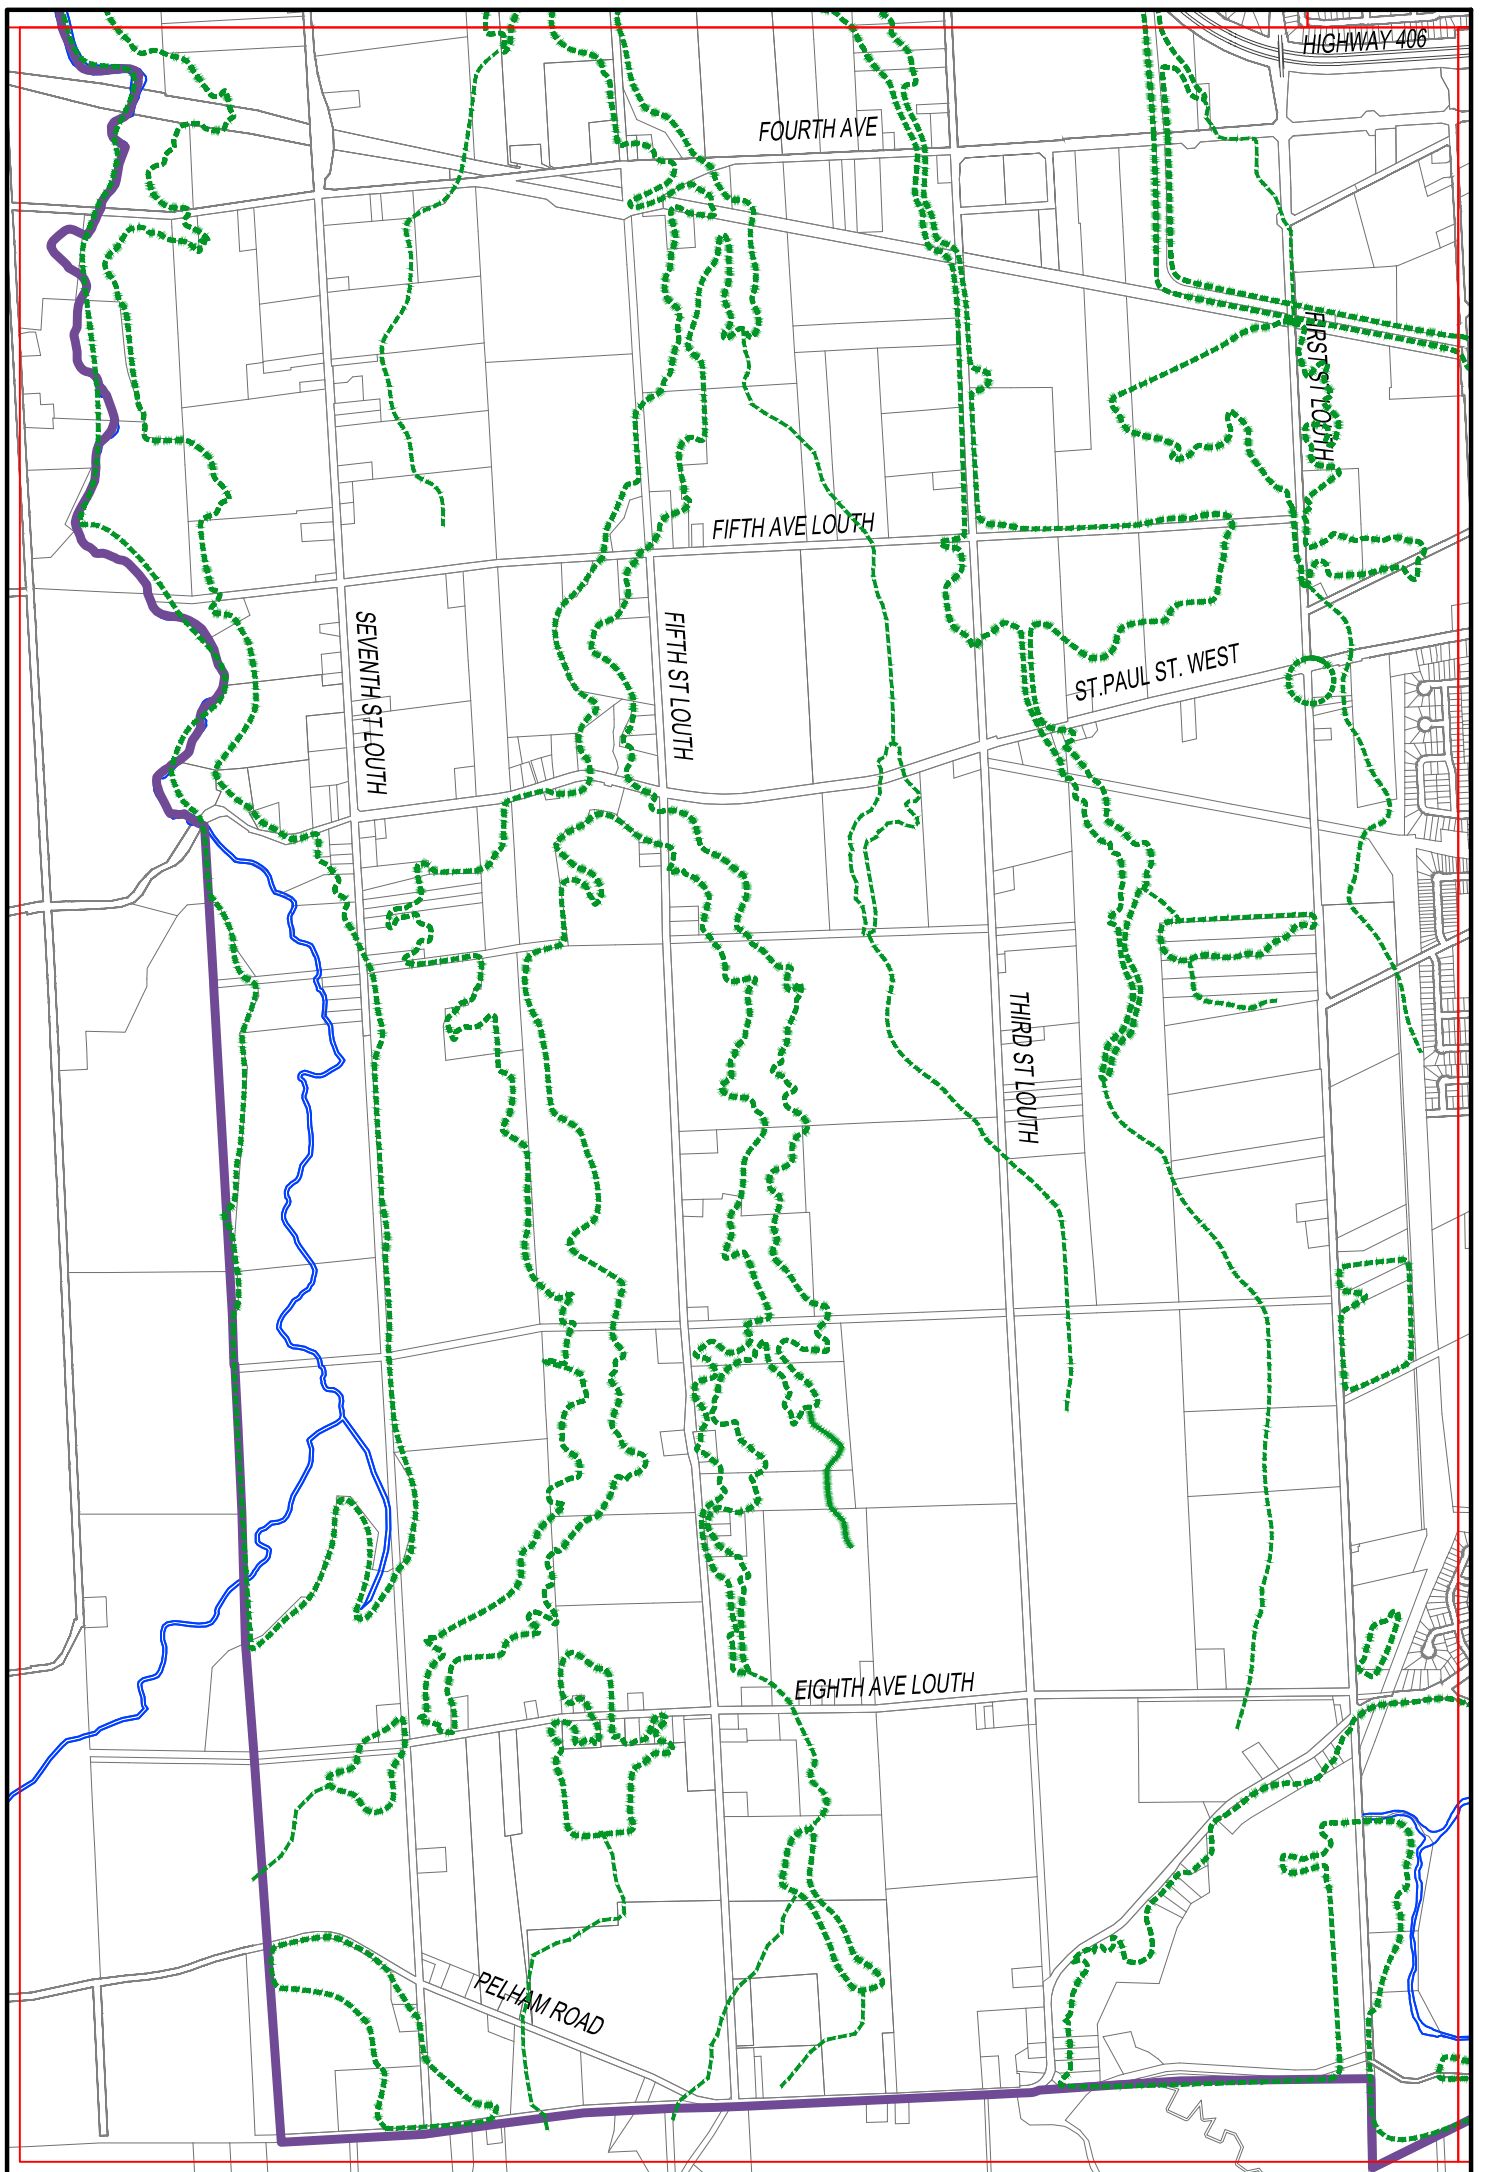 HIGHWAY 406
FOURTH AVE
FIRST ST LOUTH
FIFTH AVE LOUTH
SEVENTH ST LOUTH
FIFTH ST LOUTH
ST.PAUL ST. WEST
THIRD ST LOUTH
EIGHTH AVE LOUTH
PELHAM ROAD